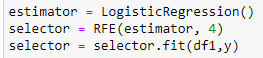 estimator = LogisticRegression()
selector = RFE(estimator, 4)
selector = selector.fit(df1,y)